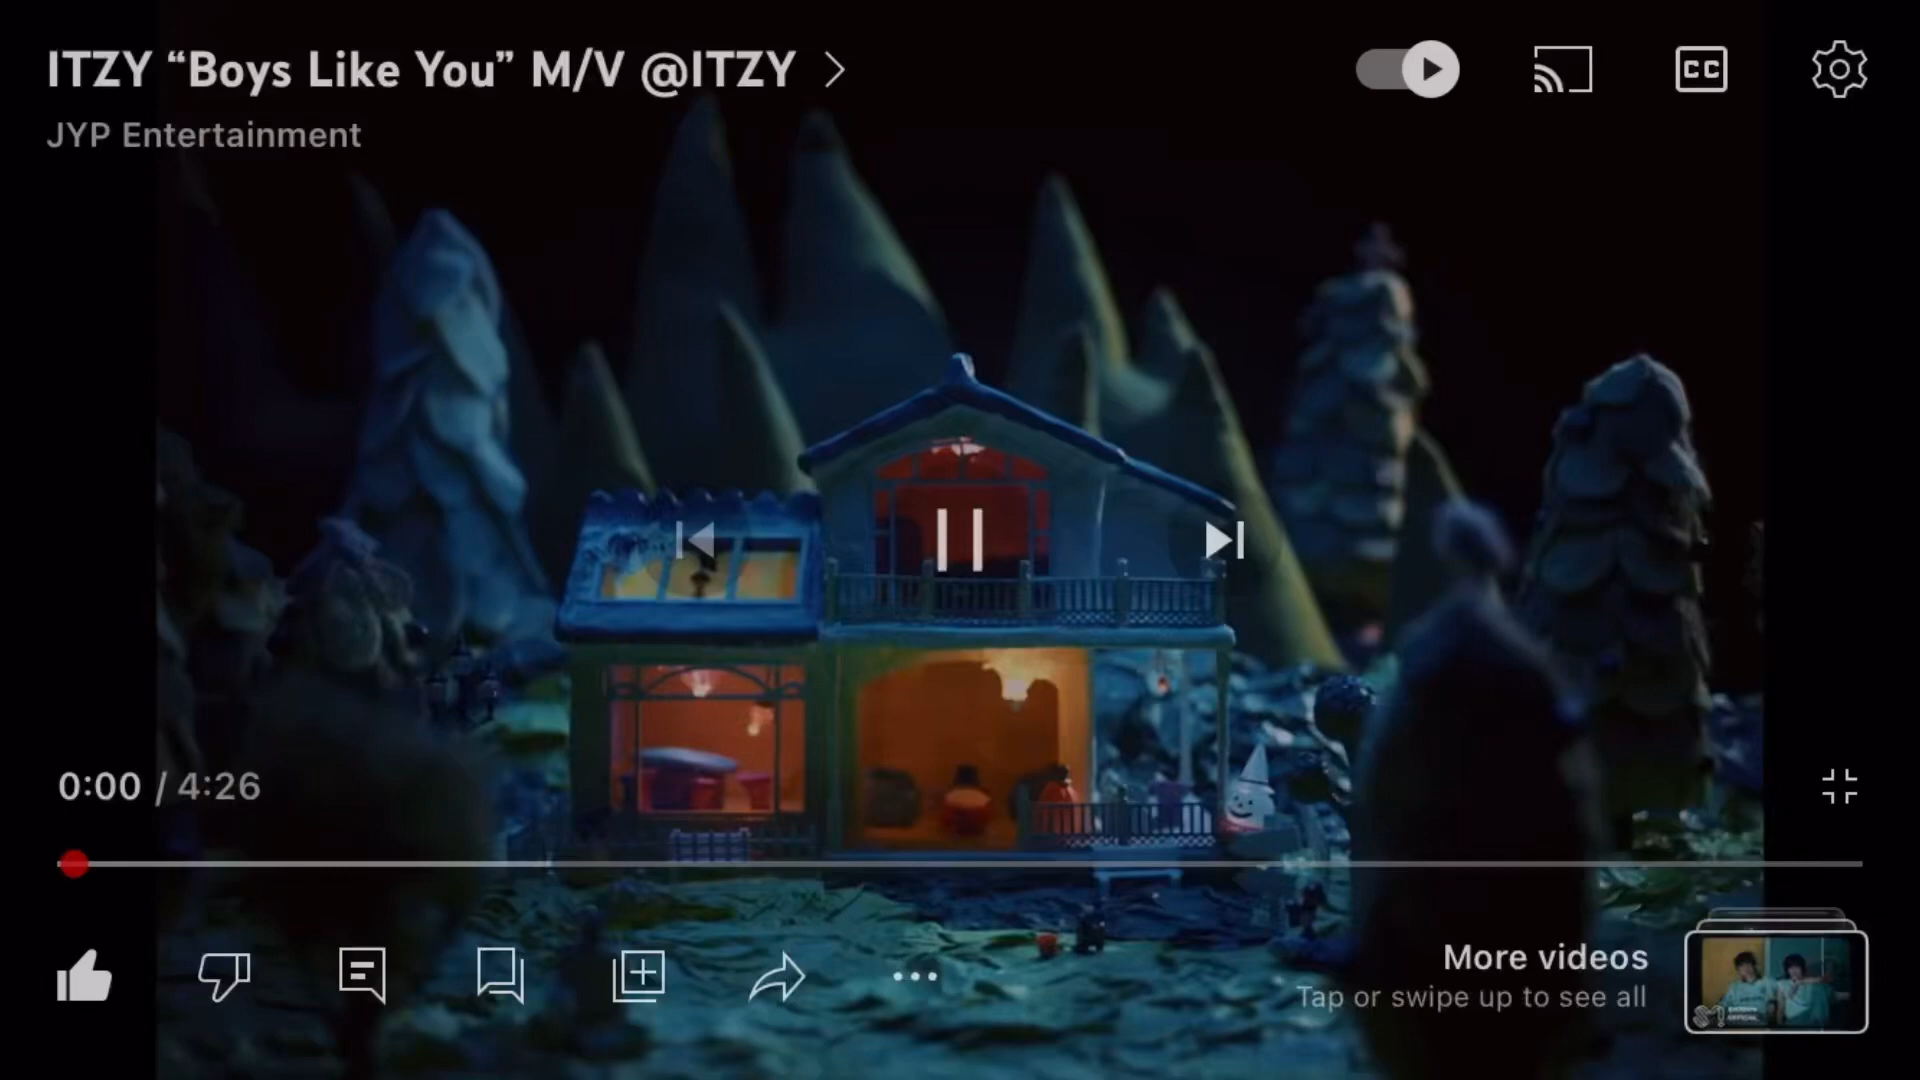 ITZY “Boys Like You” M/V @ITZY
JYP Entertainment
CC
0:00 / 4:26
More videos
Tap or swipe up to see all